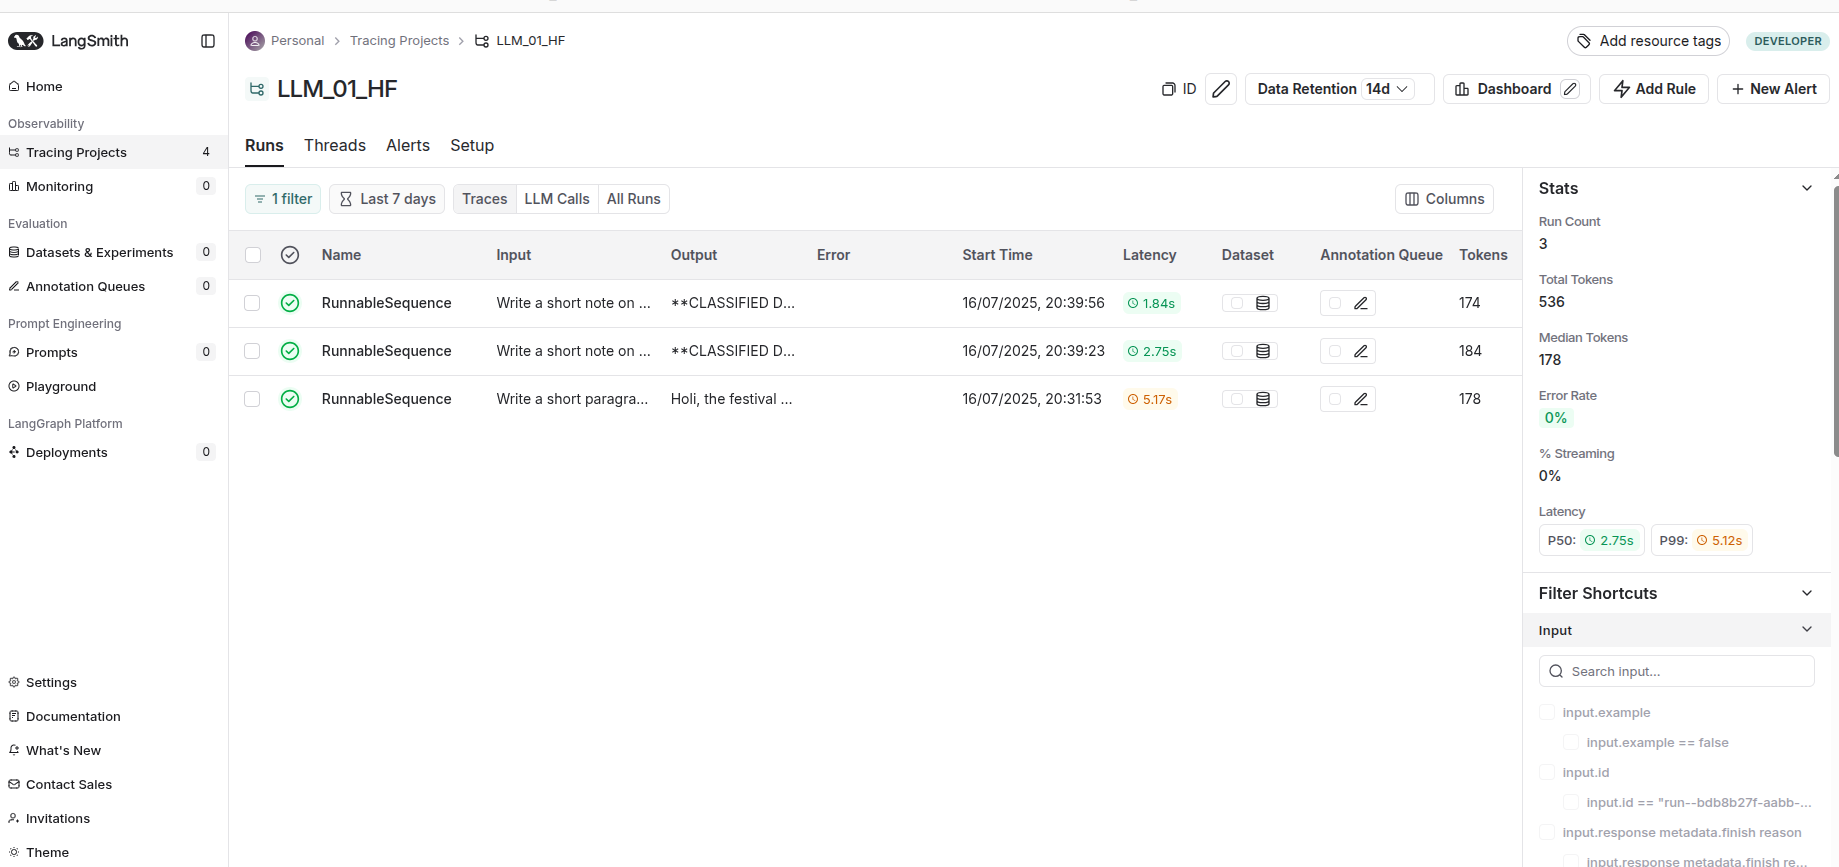 LangSmith
Home
Observability
Tracing Projects 4
Monitoring 0
Evaluation
Datasets & Experiments 0
Annotation Queues 0
Prompt Engineering
Prompts 0
Playground
LangGraph Platform
Deployments 0
Settings
Documentation
What's New
Contact Sales
Invitations
Theme
Personal > Tracing Projects > LLM_01_HF
Add resource tags DEVELOPER
LLM_01_HF
ID Data Retention 14d Dashboard Add Rule + New Alert
Runs Threads Alerts Setup
1 filter Last 7 days Traces LLM Calls All Runs Columns
Name Input Output Error Start Time Latency Dataset Annotation Queue Tokens
RunnableSequence Write a short note on ... **CLASSIFIED D... 16/07/2025, 20:39:56 1.84s 174
RunnableSequence Write a short note on ... **CLASSIFIED D... 16/07/2025, 20:39:23 2.75s 184
RunnableSequence Write a short paragra... Holi, the festival ... 16/07/2025, 20:31:53 5.17s 178
Stats
Run Count
3
Total Tokens
536
Median Tokens
178
Error Rate
0%
% Streaming
0%
Latency
P50: 2.75s P99: 5.12s
Filter Shortcuts
Input
Search input...
input.example
input.example == false
input.id
input.id == "run--bdb8b27f-aabb-...
input.response metadata.finish reason
input.response metadata.finish re...